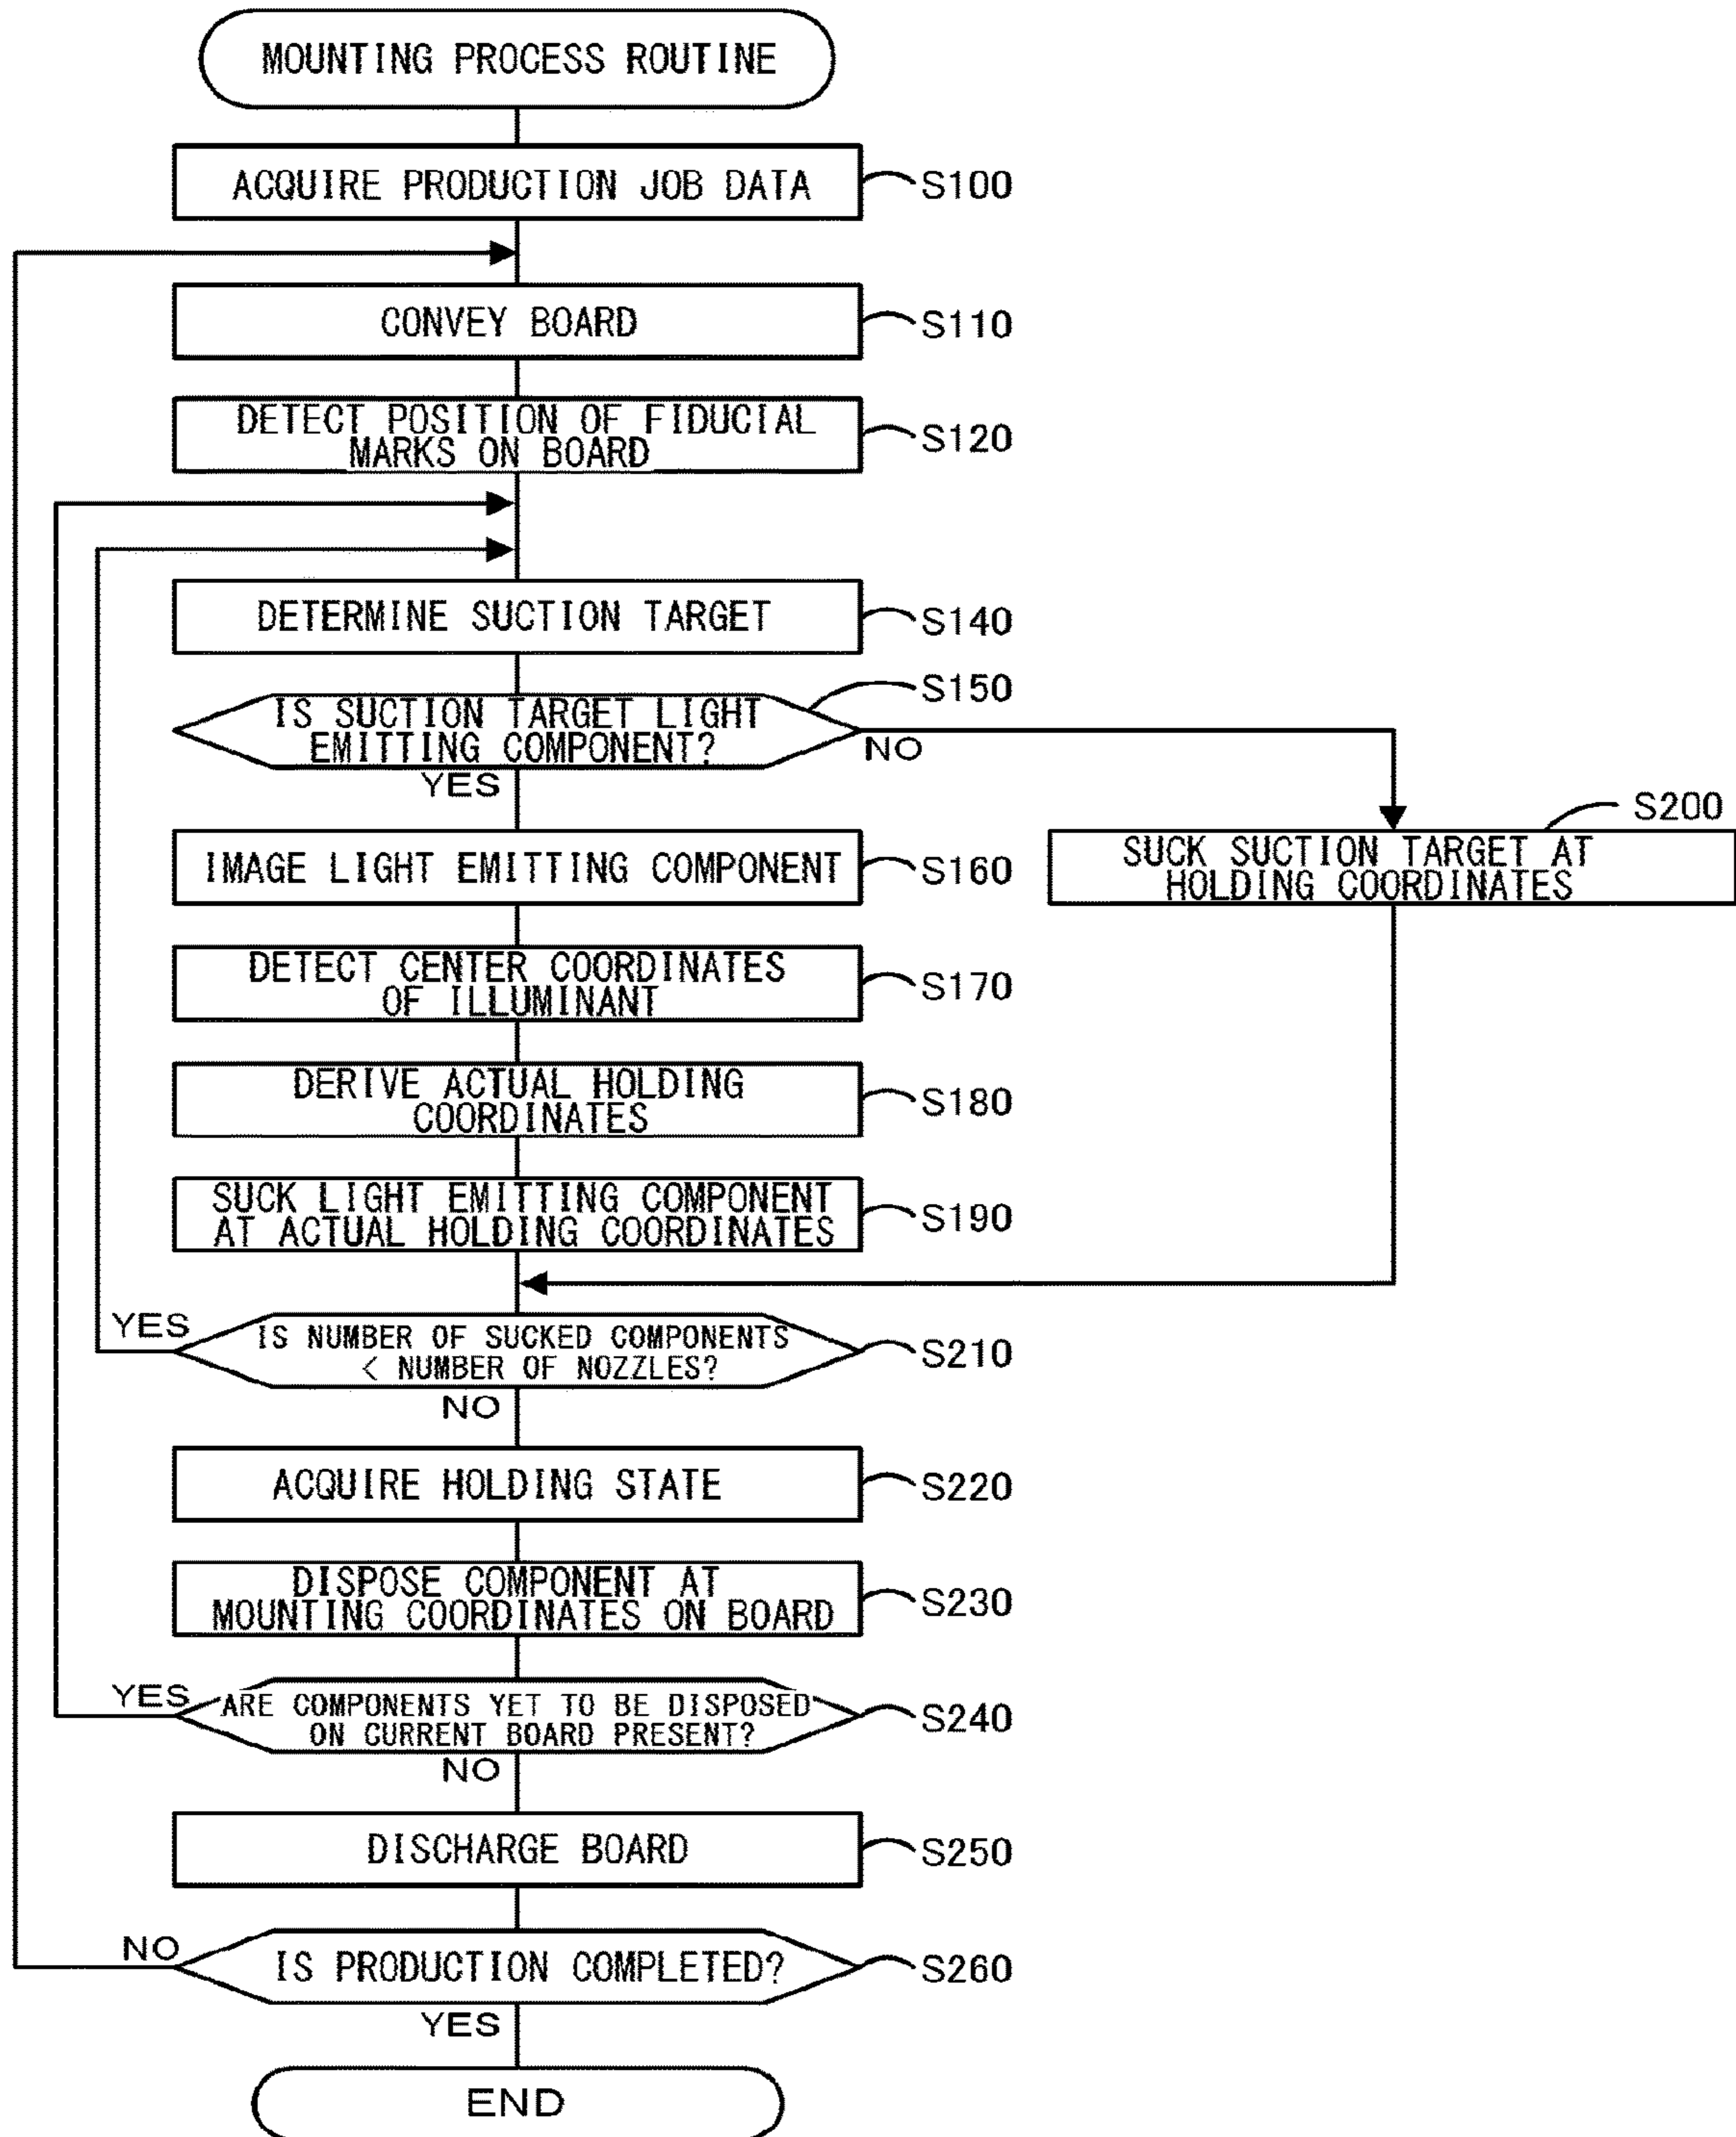 MOUNTING PROCESS ROUTINE
ACQUIRE PRODUCTION JOB DATA
S100
CONVEY BOARD
S110
DETECT POSITION OF FIDUCIAL
MARKS ON BOARD
S120
DETERMINE SUCTION TARGET
S140
IS SUCTION TARGET LIGHT
EMITTING COMPONENT?
S150
NO
YES
IMAGE LIGHT EMITTING COMPONENT
S160
SUCK SUCTION TARGET AT
HOLDING COORDINATES
S200
DETECT CENTER COORDINATES
OF ILLUMINANT
S170
DERIVE ACTUAL HOLDING
COORDINATES
S180
SUCK LIGHT EMITTING COMPONENT
AT ACTUAL HOLDING COORDINATES
S190
YES
IS NUMBER OF SUCKED COMPONENTS
< NUMBER OF NOZZLES?
S210
NO
ACQUIRE HOLDING STATE
S220
DISPOSE COMPONENT AT
MOUNTING COORDINATES ON BOARD
S230
YES
ARE COMPONENTS YET TO BE DISPOSED
ON CURRENT BOARD PRESENT?
S240
NO
DISCHARGE BOARD
S250
NO
IS PRODUCTION COMPLETED?
S260
YES
END